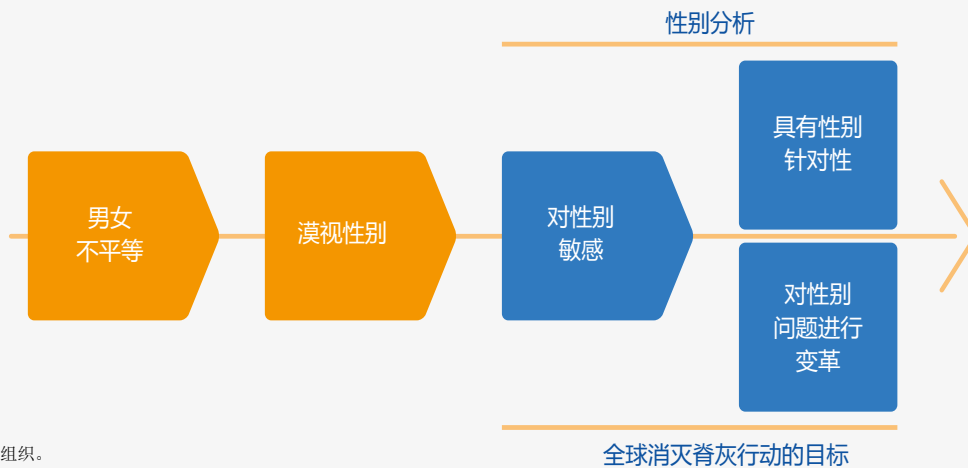 性别分析
男女
不平等
漠视性别
对性别
敏感
具有性别
针对性
对性别
问题进行
变革
组织。
全球消灭脊灰行动的目标